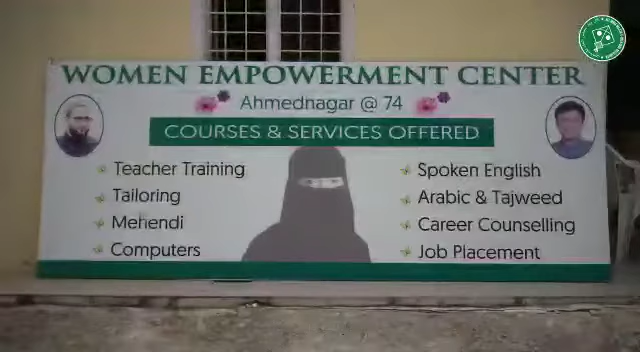 WOMEN EMPOWERMENT CENTER
Ahmednagar @ 74
COURSES & SERVICES OFFERED
Teacher Training
Tailoring
Mehendi
Computers
Spoken English
Arabic & Tajweed
Career Counselling
Job Placement